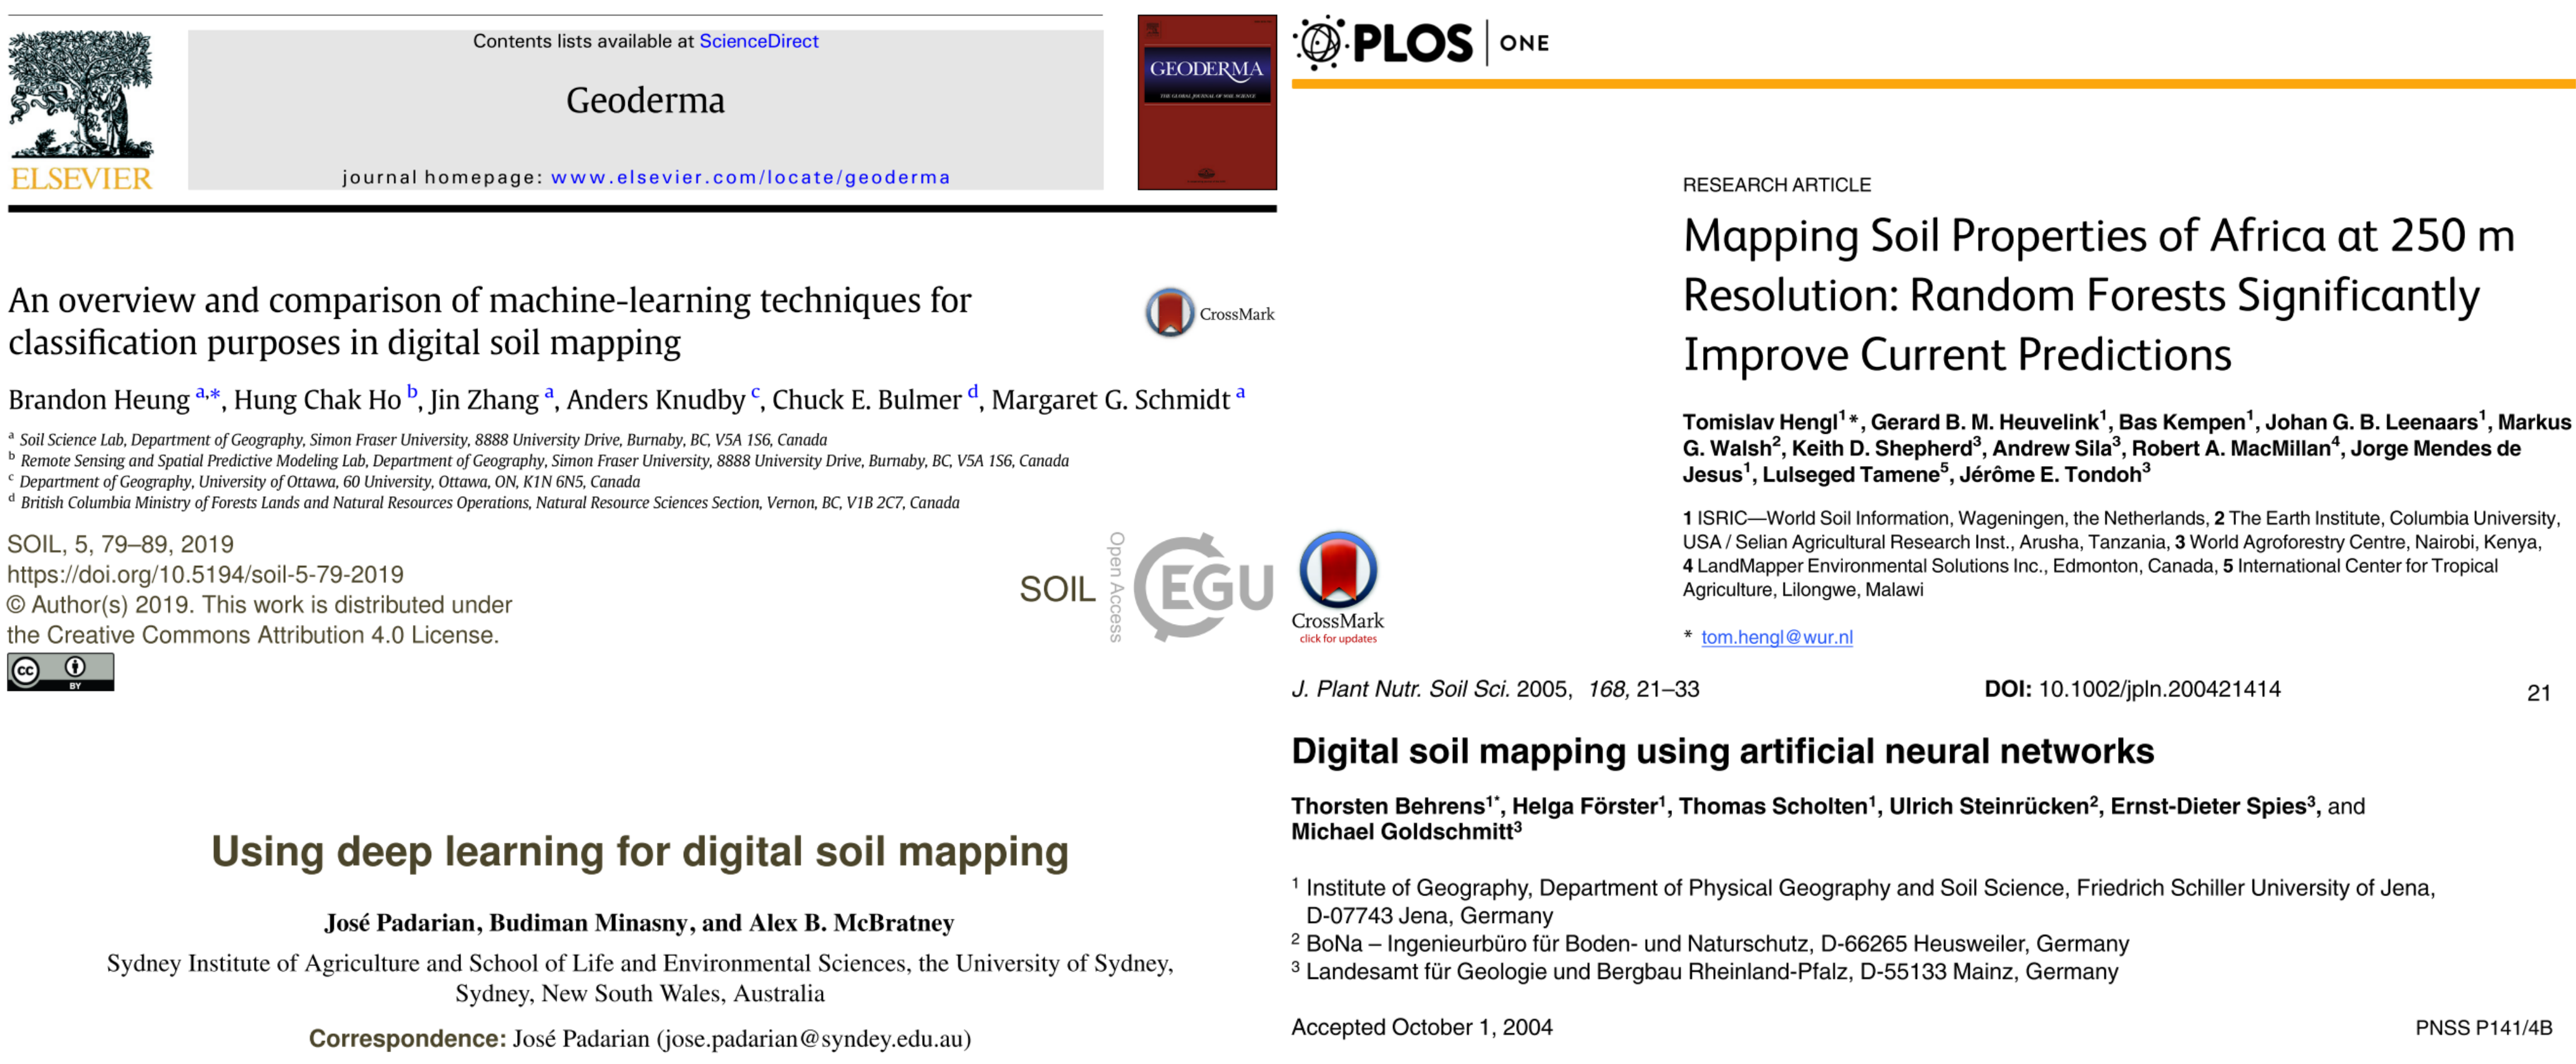 Contents lists available at ScienceDirect
Geoderma
journal homepage: www.elsevier.com/locate/geoderma
ELSEVIER
GEODERMA
THE GLOBAL JOURNAL OF SOIL SCIENCE
An overview and comparison of machine-learning techniques for
classification purposes in digital soil mapping
CrossMark
Brandon Heung a,*, Hung Chak Ho b, Jin Zhang a, Anders Knudby c, Chuck E. Bulmer d, Margaret G. Schmidt a
a Soil Science Lab, Department of Geography, Simon Fraser University, 8888 University Drive, Burnaby, BC, V5A 1S6, Canada
b Remote Sensing and Spatial Predictive Modeling Lab, Department of Geography, Simon Fraser University, 8888 University Drive, Burnaby, BC, V5A 1S6, Canada
c Department of Geography, University of Ottawa, 60 University, Ottawa, ON, K1N 6N5, Canada
d British Columbia Ministry of Forests Lands and Natural Resources Operations, Natural Resource Sciences Section, Vernon, BC, V1B 2C7, Canada
SOIL, 5, 79–89, 2019
https://doi.org/10.5194/soil-5-79-2019
© Author(s) 2019. This work is distributed under
the Creative Commons Attribution 4.0 License.
cc BY
SOIL
Open Access
EGU
Using deep learning for digital soil mapping
José Padarian, Budiman Minasny, and Alex B. McBratney
Sydney Institute of Agriculture and School of Life and Environmental Sciences, the University of Sydney,
Sydney, New South Wales, Australia
Correspondence: José Padarian (jose.padarian@syndey.edu.au)
PLOS ONE
RESEARCH ARTICLE
Mapping Soil Properties of Africa at 250 m
Resolution: Random Forests Significantly
Improve Current Predictions
Tomislav Hengl1*, Gerard B. M. Heuvelink1, Bas Kempen1, Johan G. B. Leenaars1, Markus
G. Walsh2, Keith D. Shepherd3, Andrew Sila3, Robert A. MacMillan4, Jorge Mendes de
Jesus1, Lulseged Tamene5, Jérôme E. Tondoh3
1 ISRIC—World Soil Information, Wageningen, the Netherlands, 2 The Earth Institute, Columbia University,
USA / Selian Agricultural Research Inst., Arusha, Tanzania, 3 World Agroforestry Centre, Nairobi, Kenya,
4 LandMapper Environmental Solutions Inc., Edmonton, Canada, 5 International Center for Tropical
Agriculture, Lilongwe, Malawi
* tom.hengl@wur.nl
CrossMark
click for updates
J. Plant Nutr. Soil Sci. 2005, 168, 21–33
DOI: 10.1002/jpln.200421414
21
Digital soil mapping using artificial neural networks
Thorsten Behrens1*, Helga Förster1, Thomas Scholten1, Ulrich Steinrücken2, Ernst-Dieter Spies3, and
Michael Goldschmitt3
1 Institute of Geography, Department of Physical Geography and Soil Science, Friedrich Schiller University of Jena,
D-07743 Jena, Germany
2 BoNa – Ingenieurbüro für Boden- und Naturschutz, D-66265 Heusweiler, Germany
3 Landesamt für Geologie und Bergbau Rheinland-Pfalz, D-55133 Mainz, Germany
Accepted October 1, 2004
PNSS P141/4B